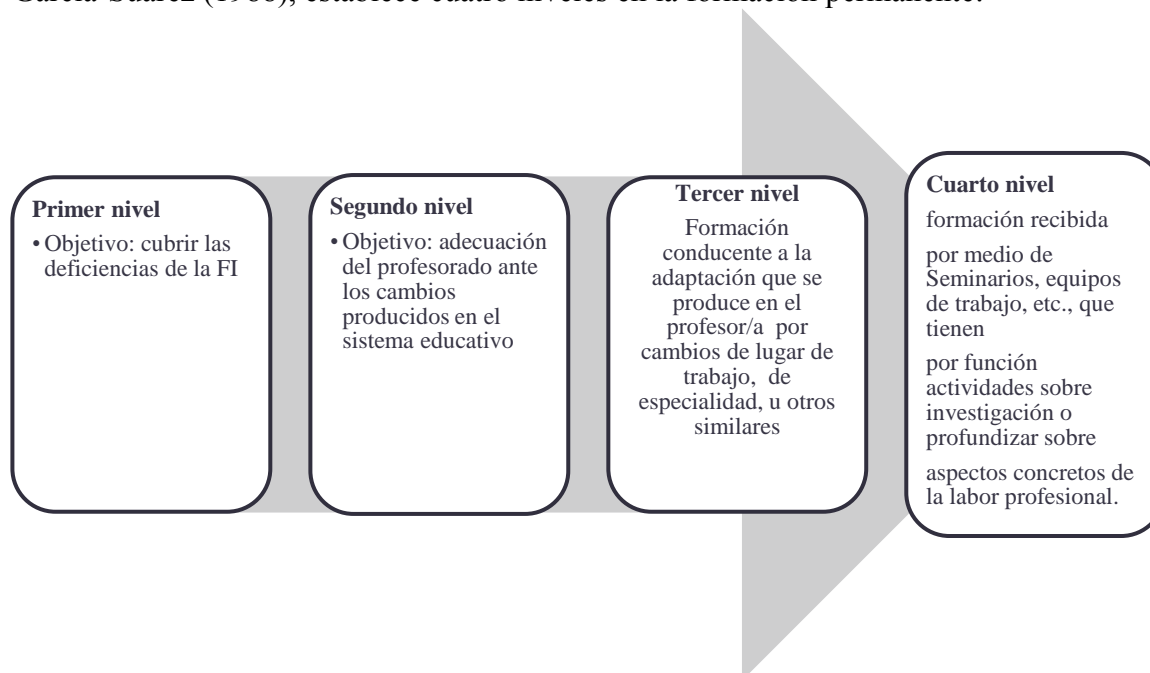 García Suárez establece cuatro niveles en la formación permanente:
Primer nivel
• Objetivo: cubrir las
deficiencias de la FI
Segundo nivel
• Objetivo: adecuación
del profesorado ante
los cambios
producidos en el
sistema educativo
Tercer nivel
Formación
conducente a la
adaptación que se
produce en el
profesor/a por
cambios de lugar de
trabajo, de
especialidad, u otros
similares
Cuarto nivel
formación recibida
por medio de
Seminarios, equipos
de trabajo, etc., que
tienen
por función
actividades sobre
investigación o
profundizar sobre
aspectos concretos de
la labor profesional.